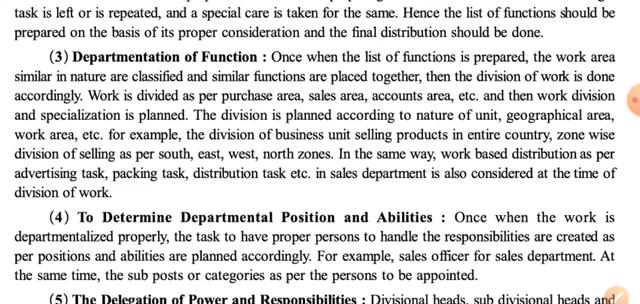 task is left or is repeated, and a special care is taken for the same. Hence the list of functions should be
prepared on the basis of its proper consideration and the final distribution should be done.
(3) Departmentation of Function : Once when the list of functions is prepared, the work area
similar in nature are classified and similar functions are placed together, then the division of work is done
accordingly. Work is divided as per purchase area, sales area, accounts area, etc. and then work division
and specialization is planned. The division is planned according to nature of unit, geographical area,
work area, etc. for example, the division of business unit selling products in entire country, zone wise
division of selling as per south, east, west, north zones. In the same way, work based distribution as per
advertising task, packing task, distribution task etc. in sales department is also considered at the time of
division of work.
(4) To Determine Departmental Position and Abilities : Once when the work is
departmentalized properly, the task to have proper persons to handle the responsibilities are created as
per positions and abilities are planned accordingly. For example, sales officer for sales department. At
the same time, the sub posts or categories as per the persons to be appointed.
(5) The Delegation of Power and Responsibilities : Divisional heads, sub divisional heads and